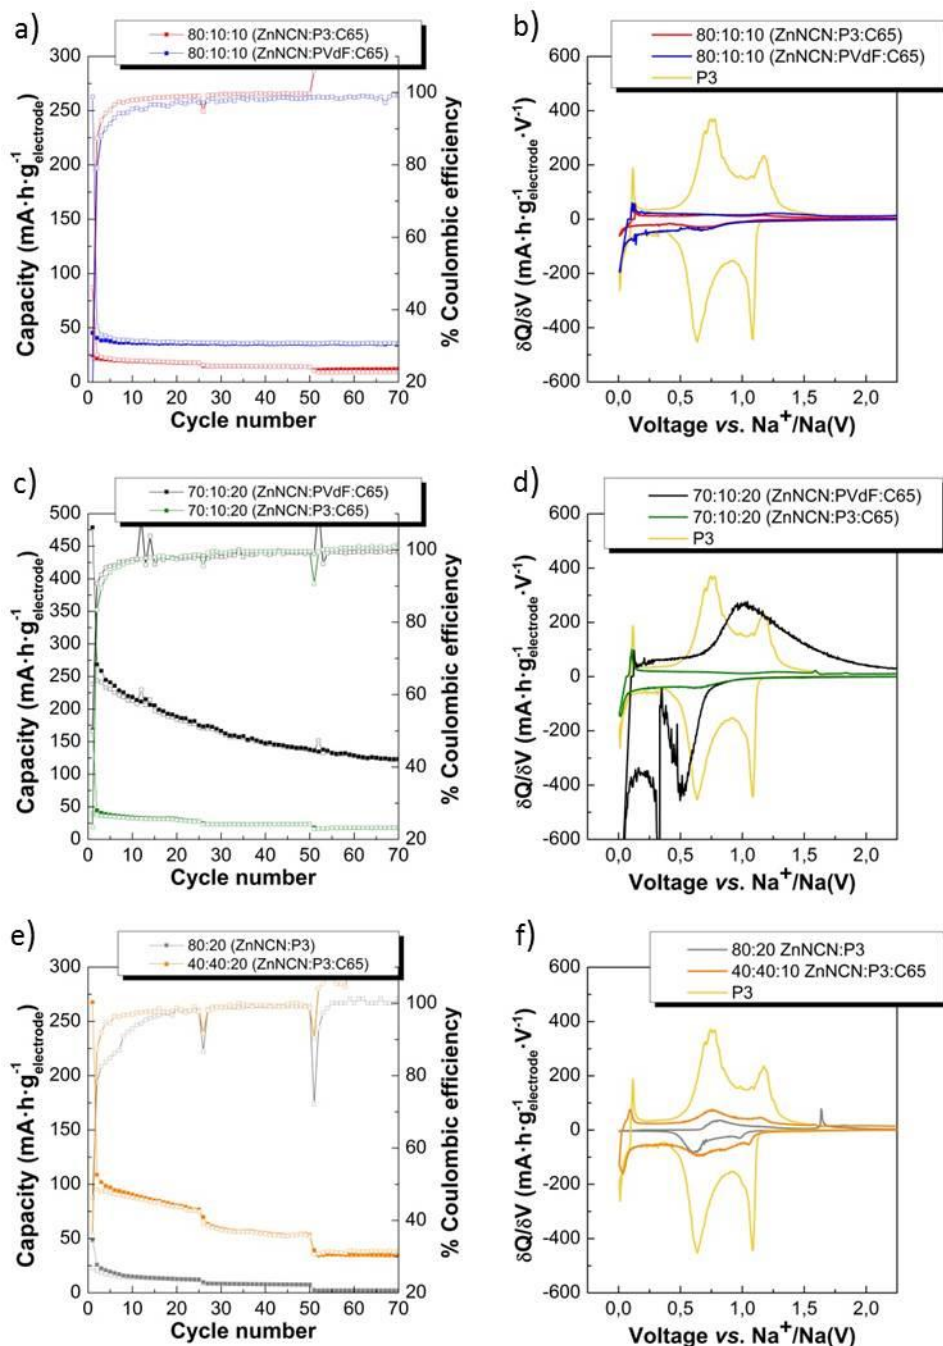 a)
80:10:10 (ZnNCN:P3:C65)
80:10:10 (ZnNCN:PVdF:C65)
Capacity (mA·h·g⁻¹electrode)
300
250
200
150
100
50
0
0 10 20 30 40 50 60 70
Cycle number
100
80
60
40
20
% Coulombic efficiency
b)
80:10:10 (ZnNCN:P3:C65)
80:10:10 (ZnNCN:PVdF:C65)
P3
δQ/δV (mA·h·g⁻¹electrode·V⁻¹)
600
400
200
0
-200
-400
-600
0,0 0,5 1,0 1,5 2,0
Voltage vs. Na⁺/Na(V)
c)
70:10:20 (ZnNCN:PVdF:C65)
70:10:20 (ZnNCN:P3:C65)
Capacity (mA·h·g⁻¹electrode)
500
450
400
350
300
250
200
150
100
50
0
0 10 20 30 40 50 60 70
Cycle number
100
80
60
40
20
% Coulombic efficiency
d)
70:10:20 (ZnNCN:PVdF:C65)
70:10:20 (ZnNCN:P3:C65)
P3
δQ/δV (mA·h·g⁻¹electrode·V⁻¹)
600
400
200
0
-200
-400
-600
0,0 0,5 1,0 1,5 2,0
Voltage vs. Na⁺/Na(V)
e)
80:20 (ZnNCN:P3)
40:40:20 (ZnNCN:P3:C65)
Capacity (mA·h·g⁻¹electrode)
300
250
200
150
100
50
0
0 10 20 30 40 50 60 70
Cycle number
100
80
60
40
20
% Coulombic efficiency
f)
80:20 ZnNCN:P3
40:40:10 ZnNCN:P3:C65
P3
δQ/δV (mA·h·g⁻¹electrode·V⁻¹)
600
400
200
0
-200
-400
-600
0,0 0,5 1,0 1,5 2,0
Voltage vs. Na⁺/Na(V)